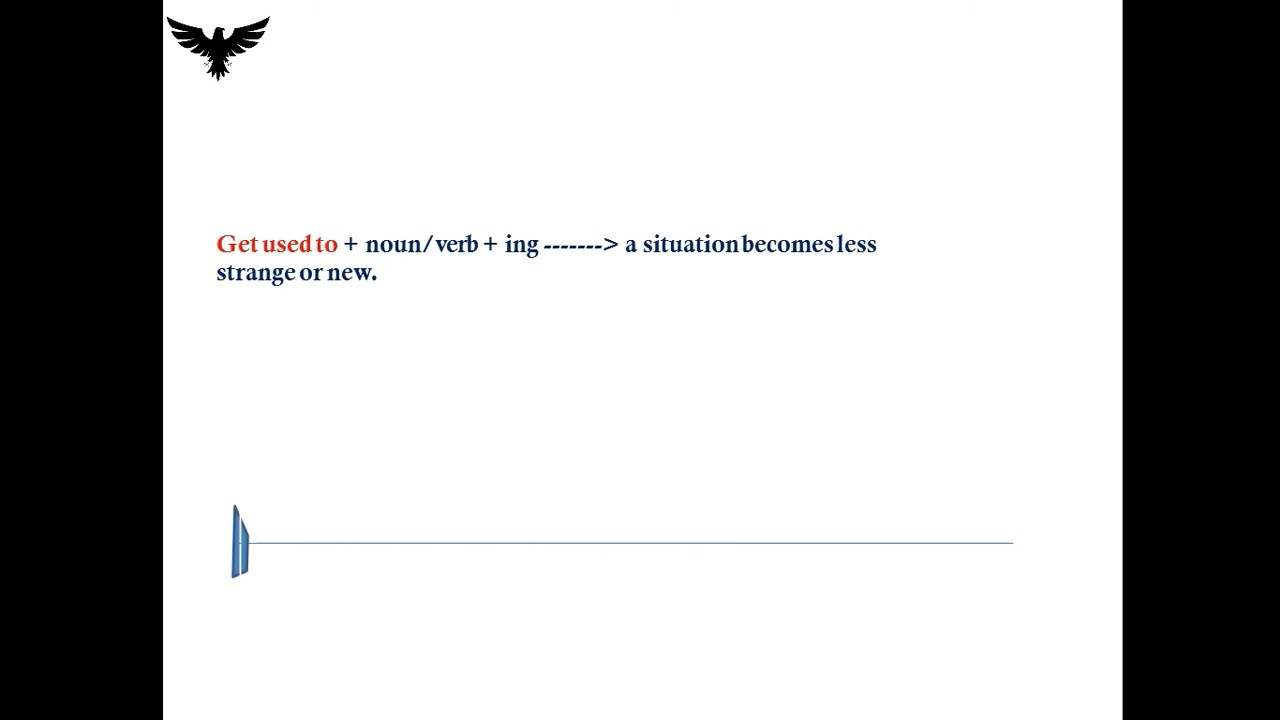 Get used to + noun/verb + ing -------> a situation becomes less
strange or new.